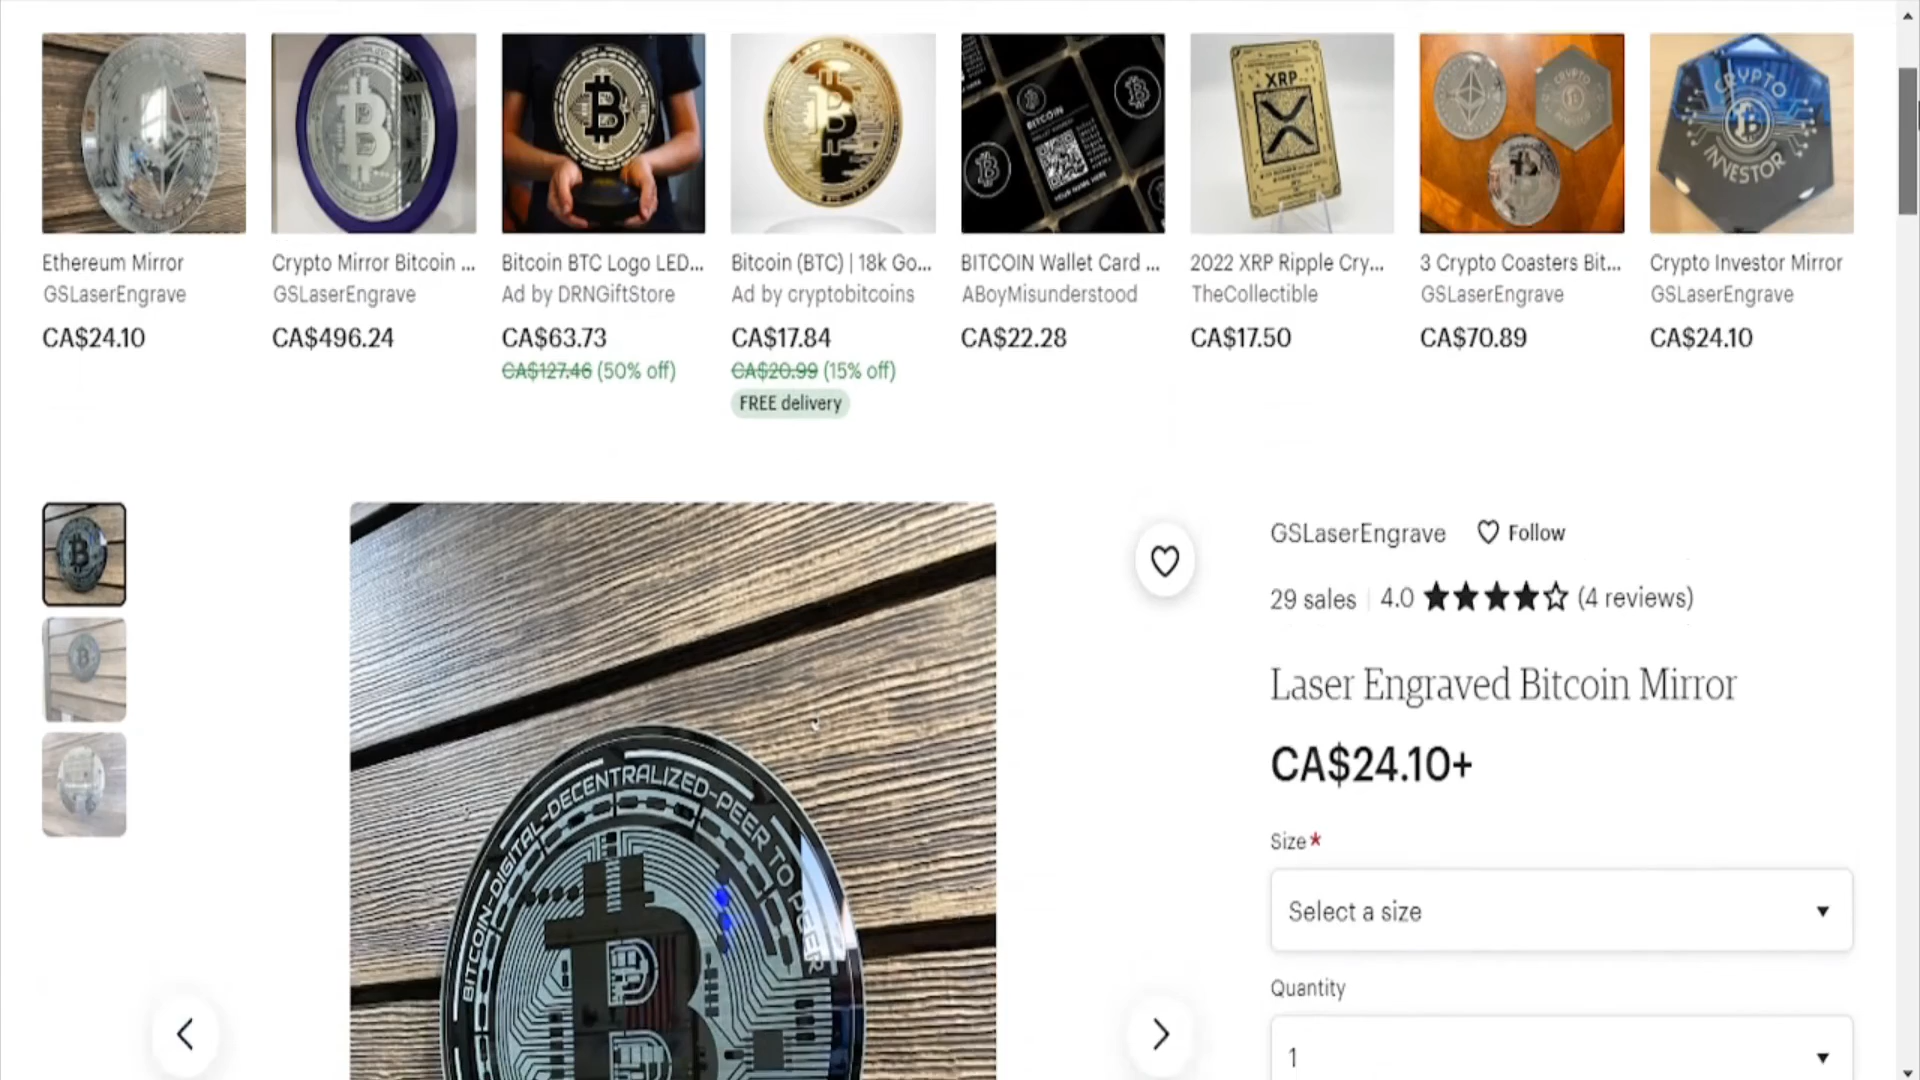 XRP
BITCOIN
CRYPTO
INVESTOR
Ethereum Mirror
GSLaserEngrave
CA$24.10
Crypto Mirror Bitcoin ...
GSLaserEngrave
CA$496.24
Bitcoin BTC Logo LED...
Ad by DRNGiftStore
CA$63.73
CA$127.46 (50% off)
Bitcoin (BTC) | 18k Go...
Ad by cryptobitcoins
CA$17.84
CA$20.99 (15% off)
FREE delivery
BITCOIN Wallet Card ...
ABoyMisunderstood
CA$22.28
2022 XRP Ripple Cry...
TheCollectible
CA$17.50
3 Crypto Coasters Bit...
GSLaserEngrave
CA$70.89
Crypto Investor Mirror
GSLaserEngrave
CA$24.10
BITCOIN-DIGITAL-DECENTRALIZED-PEER TO PEER
GSLaserEngrave Follow
29 sales 4.0 (4 reviews)
Laser Engraved Bitcoin Mirror
CA$24.10+
Size*
Select a size
Quantity
1